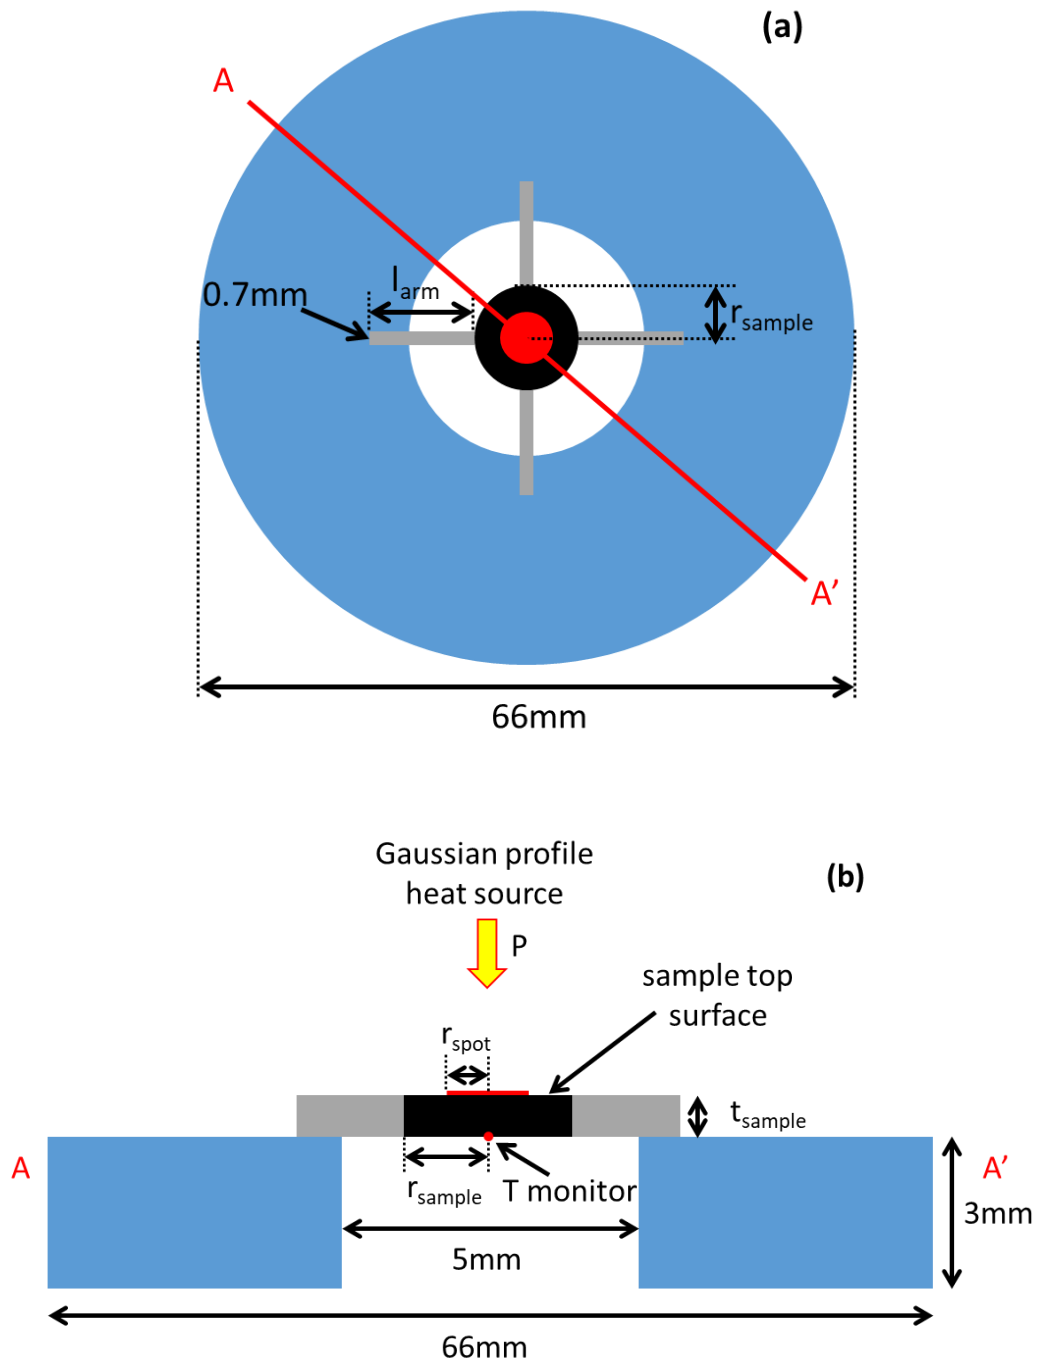 (a)
A
l_arm
0.7mm
r_sample
A’
66mm
Gaussian profile
heat source
(b)
P
sample top
surface
r_spot
t_sample
A
A’
r_sample
T monitor
3mm
5mm
66mm